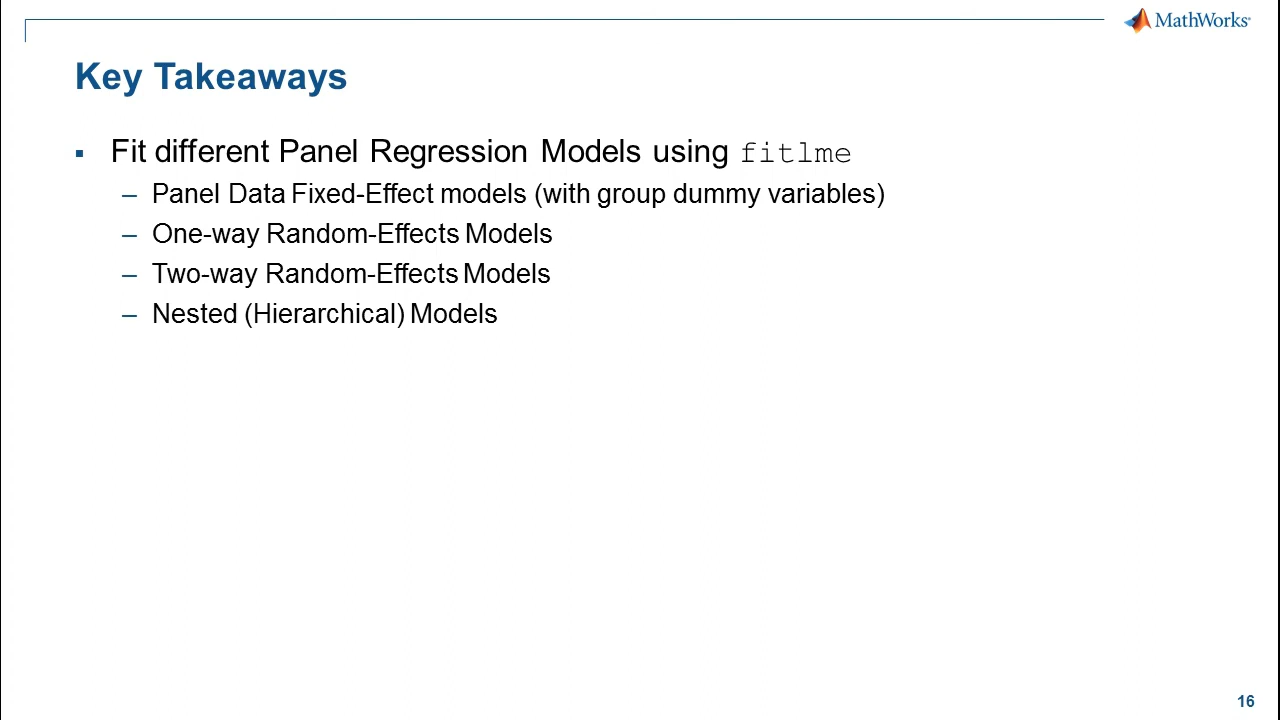 MathWorks®
Key Takeaways
▪ Fit different Panel Regression Models using fitlme
– Panel Data Fixed-Effect models (with group dummy variables)
– One-way Random-Effects Models
– Two-way Random-Effects Models
– Nested (Hierarchical) Models
16